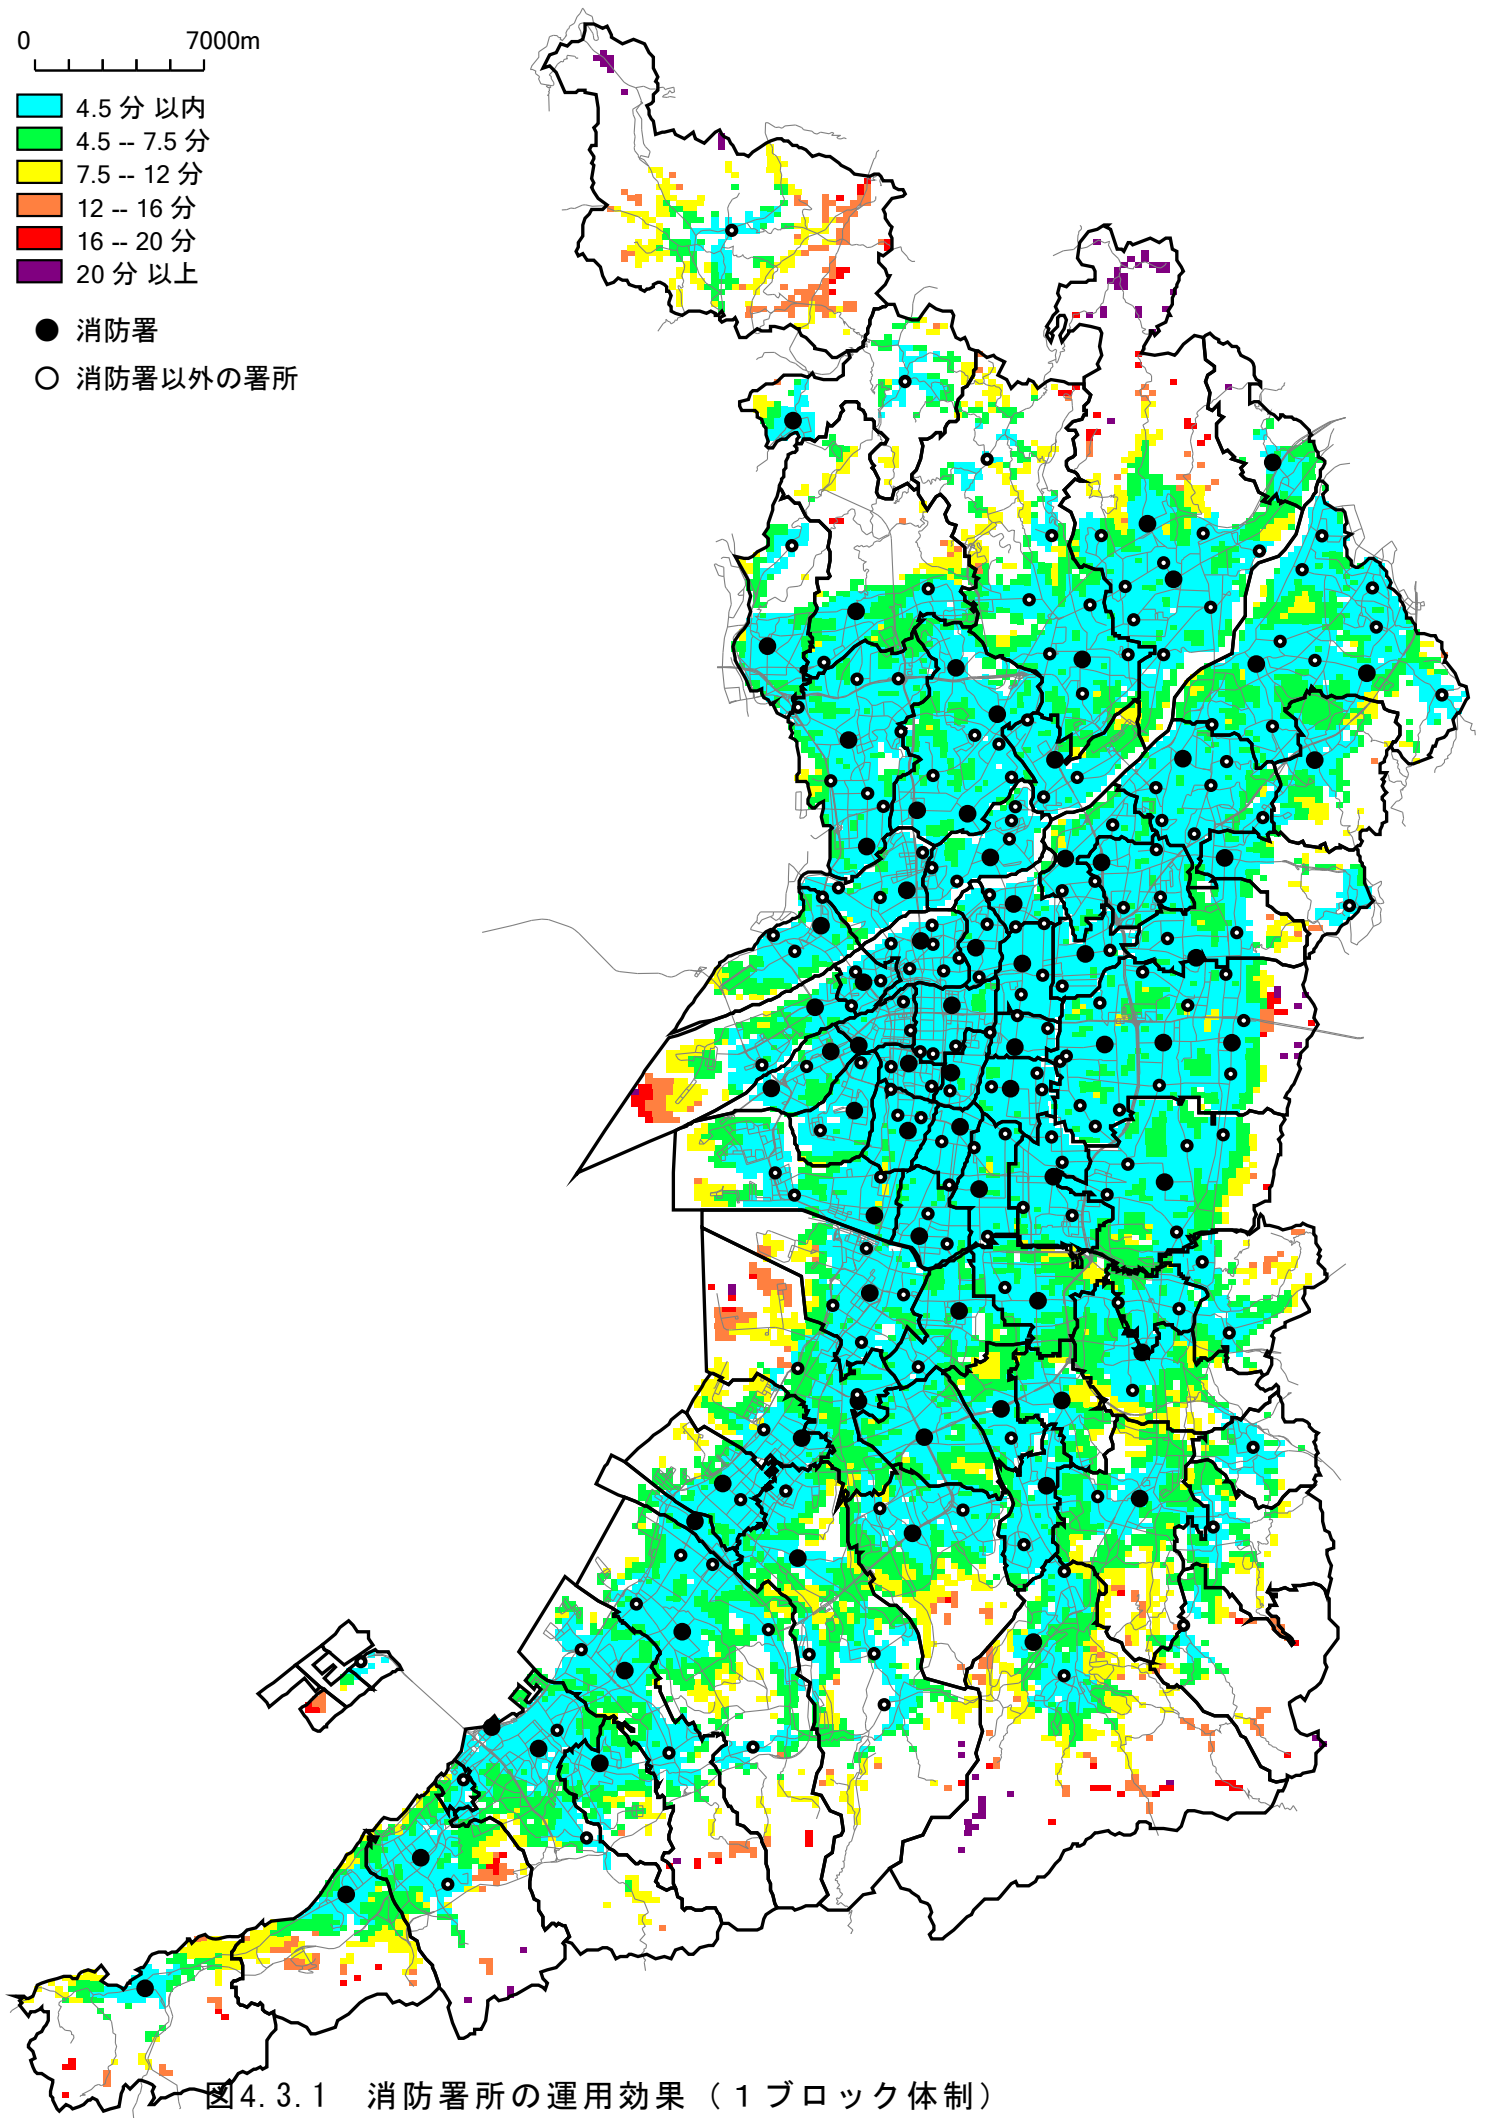 0 7000m
4.5 分 以内
4.5 -- 7.5 分
7.5 -- 12 分
12 -- 16 分
16 -- 20 分
20 分 以上
消防署
消防署以外の署所
図4.3.1　消防署所の運用効果（１ブロック体制）